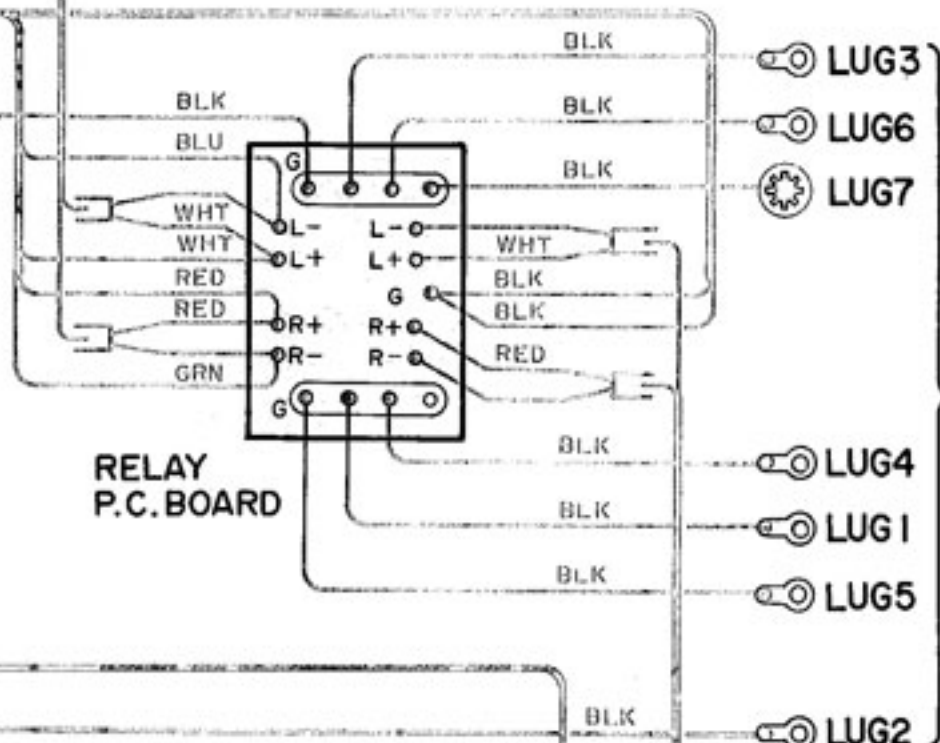 BLK
LUG3
BLK
BLK
LUG6
BLU
G
BLK
LUG7
WHT
L-
L-
WHT
L+
L+
WHT
RED
G
BLK
RED
R+
R+
BLK
R-
R-
RED
GRN
G
RELAY
P.C. BOARD
BLK
LUG4
BLK
LUG1
BLK
LUG5
BLK
LUG2